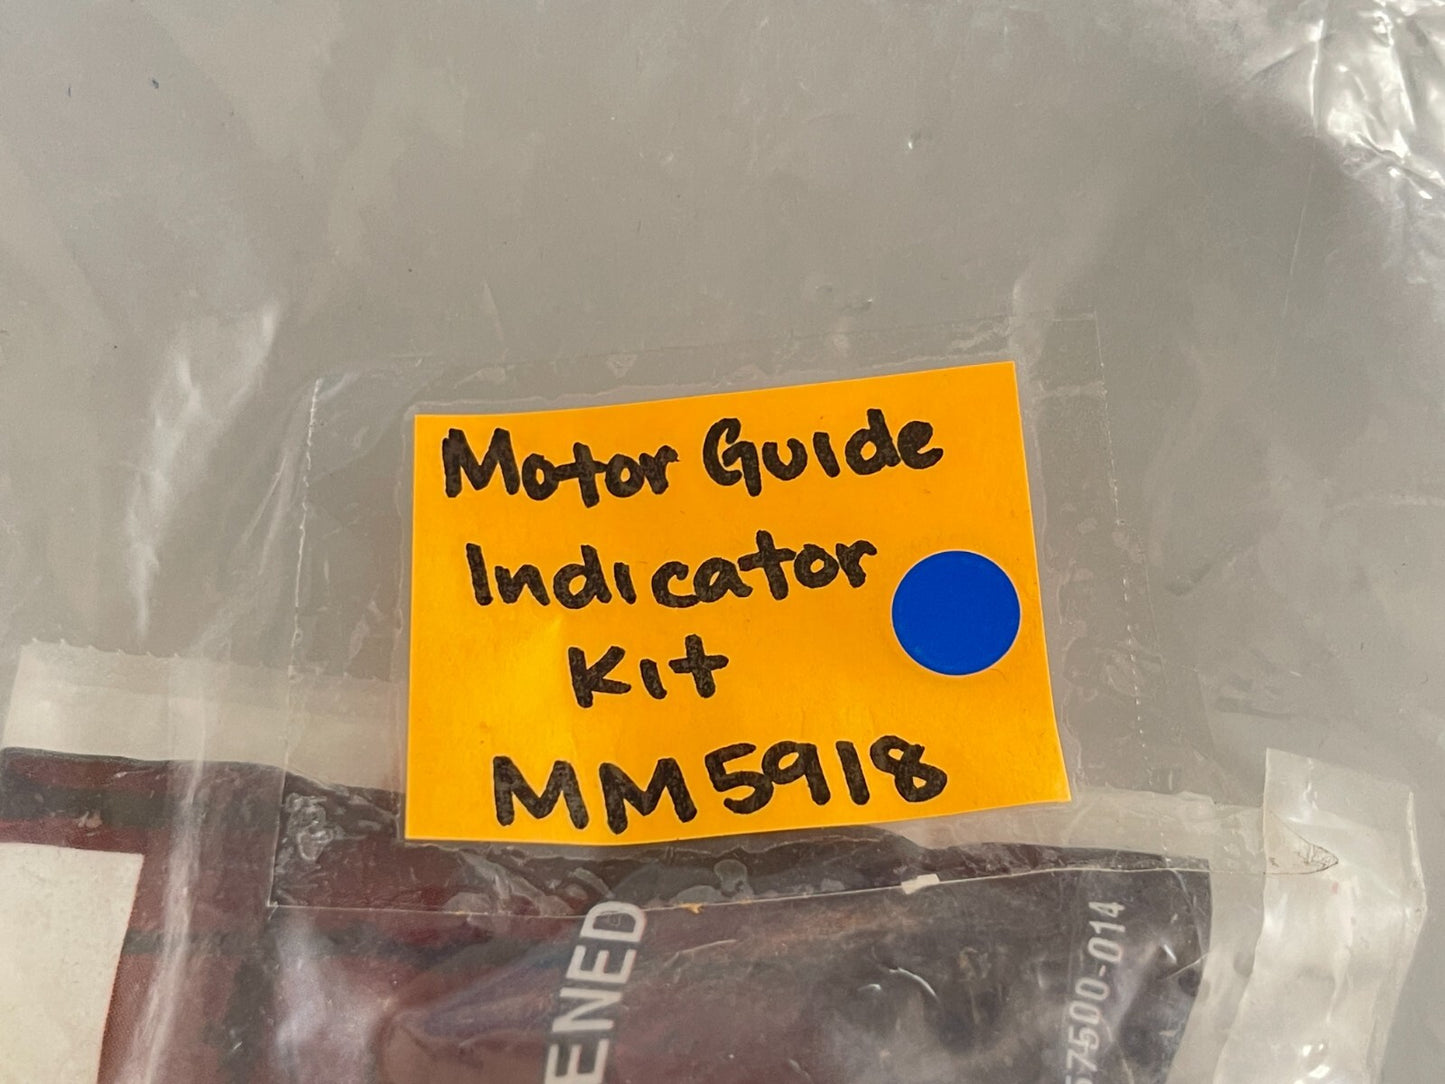 Motor Guide
Indicator
Kit
MM5918
ENED
57500-014